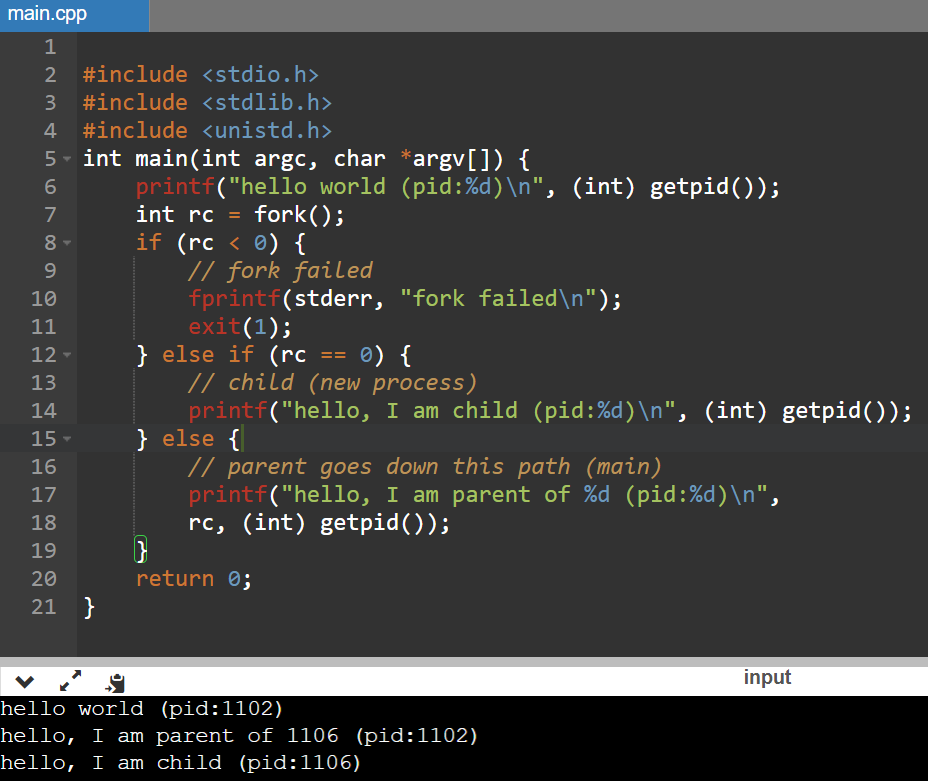 main.cpp
1
2 #include <stdio.h>
3 #include <stdlib.h>
4 #include <unistd.h>
5 int main(int argc, char *argv[]) {
6     printf("hello world (pid:%d)\n", (int) getpid());
7     int rc = fork();
8     if (rc < 0) {
9         // fork failed
10         fprintf(stderr, "fork failed\n");
11         exit(1);
12     } else if (rc == 0) {
13         // child (new process)
14         printf("hello, I am child (pid:%d)\n", (int) getpid());
15     } else {
16         // parent goes down this path (main)
17         printf("hello, I am parent of %d (pid:%d)\n",
18         rc, (int) getpid());
19     }
20     return 0;
21 }
input
hello world (pid:1102)
hello, I am parent of 1106 (pid:1102)
hello, I am child (pid:1106)